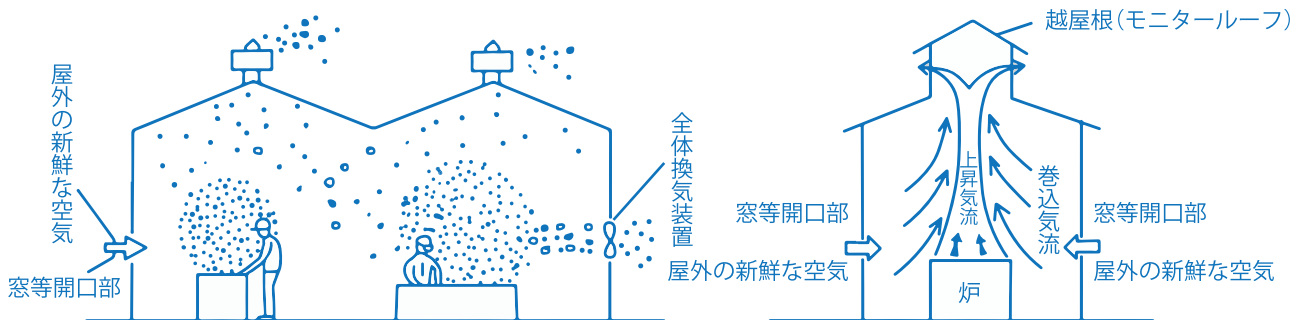 屋外の新鮮な空気
窓等開口部
全体換気装置
越屋根（モニタールーフ）
窓等開口部
屋外の新鮮な空気
上昇気流
巻込気流
炉
窓等開口部
屋外の新鮮な空気